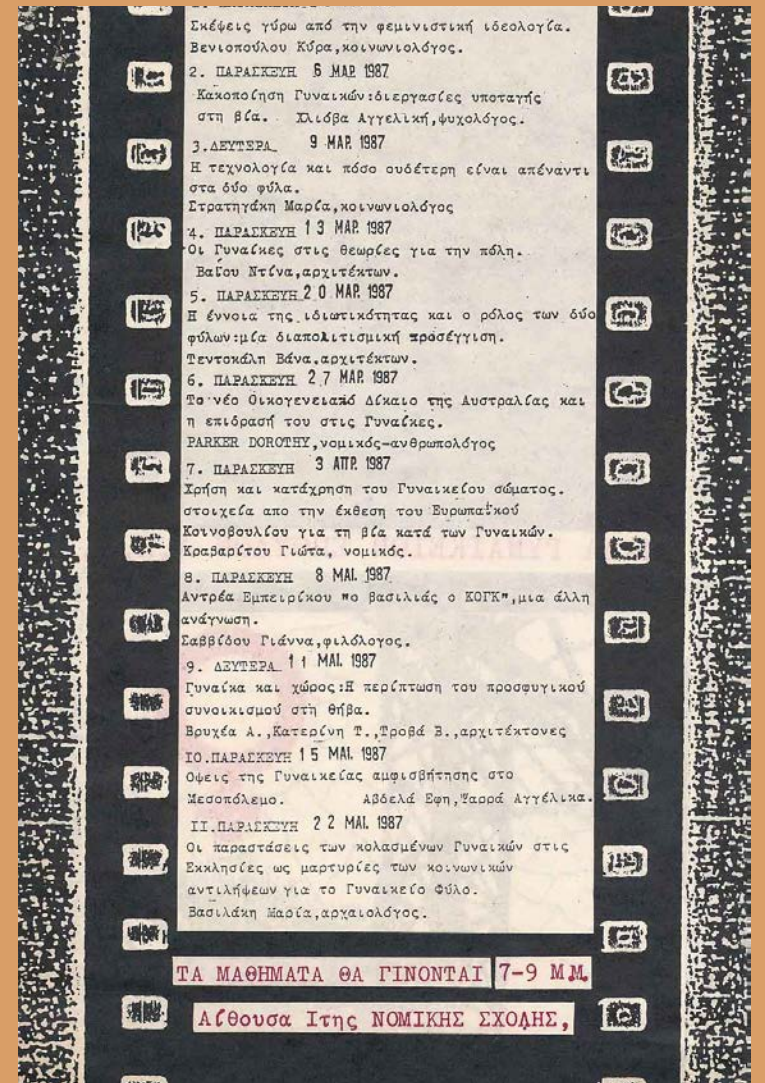 Σκέψεις γύρω από την φεμινιστική ιδεολογία.
Βενιοπούλου Κύρα,κοινωνιολόγος.
2. ΠΑΡΑΣΚΕΥΗ 6 ΜΑΡ. 1987
Κακοποίηση Γυναικών:διεργασίες υποταγής
στη βία. Χλιόβα Αγγελική,ψυχολόγος.
3.ΔΕΥΤΕΡΑ 9 ΜΑΡ. 1987
Η τεχνολογία και πόσο ουδέτερη είναι απέναντι
στα δύο φύλα.
Στρατηγάκη Μαρία,κοινωνιολόγος
4. ΠΑΡΑΣΚΕΥΗ 13 ΜΑΡ. 1987
Οι Γυναίκες στις θεωρίες για την πόλη.
Βαΐου Ντίνα,αρχιτέκτων.
5. ΠΑΡΑΣΚΕΥΗ 20 ΜΑΡ. 1987
Η έννοια της ιδιωτικότητας και ο ρόλος των δύο
φύλων:μία διαπολιτισμική προσέγγιση.
Τεντοκάλη Βάνα,αρχιτέκτων.
6. ΠΑΡΑΣΚΕΥΗ 27 ΜΑΡ. 1987
Το νέο Οικογενειακό Δίκαιο της Αυστραλίας και
η επίδρασή του στις Γυναίκες.
PARKER DOROTHY,νομικός-ανθρωπολόγος
7. ΠΑΡΑΣΚΕΥΗ 3 ΑΠΡ. 1987
Χρήση και κατάχρηση του Γυναικείου σώματος.
στοιχεία απο την έκθεση του Ευρωπαϊκού
Κοινοβουλίου για τη βία κατά των Γυναικών.
Κραβαρίτου Γιώτα, νομικός.
8. ΠΑΡΑΣΚΕΥΗ 8 ΜΑΙ. 1987
Αντρέα Εμπειρίκου "ο βασιλιάς ο ΚΟΓΚ",μια άλλη
ανάγνωση.
Σαββίδου Γιάννα,φιλόλογος.
9. ΔΕΥΤΕΡΑ 11 ΜΑΙ. 1987
Γυναίκα και χώρος:Η περίπτωση του προσφυγικού
συνοικισμού στη θήβα.
Βρυχέα Α.,Κατερίνη Τ.,Τροβά Β.,αρχιτέκτονες
Ι0.ΠΑΡΑΣΚΕΥΗ 15 ΜΑΙ. 1987
Οψεις της Γυναικείας αμφισβήτησης στο
Μεσοπόλεμο. Αβδελά Εφη,Ψαρρά Αγγέλικα.
ΙΙ.ΠΑΡΑΣΚΕΥΗ 22 ΜΑΙ. 1987
Οι παραστάσεις των κολασμένων Γυναικών στις
Εκκλησίες ως μαρτυρίες των κοινωνικών
αντιλήψεων για το Γυναικείο Φύλο.
Βασιλάκη Μαρία,αρχαιολόγος.
ΤΑ ΜΑΘΗΜΑΤΑ ΘΑ ΓΙΝΟΝΤΑΙ 7-9 Μ.Μ.
Αίθουσα Ιτης ΝΟΜΙΚΗΣ ΣΧΟΛΗΣ,